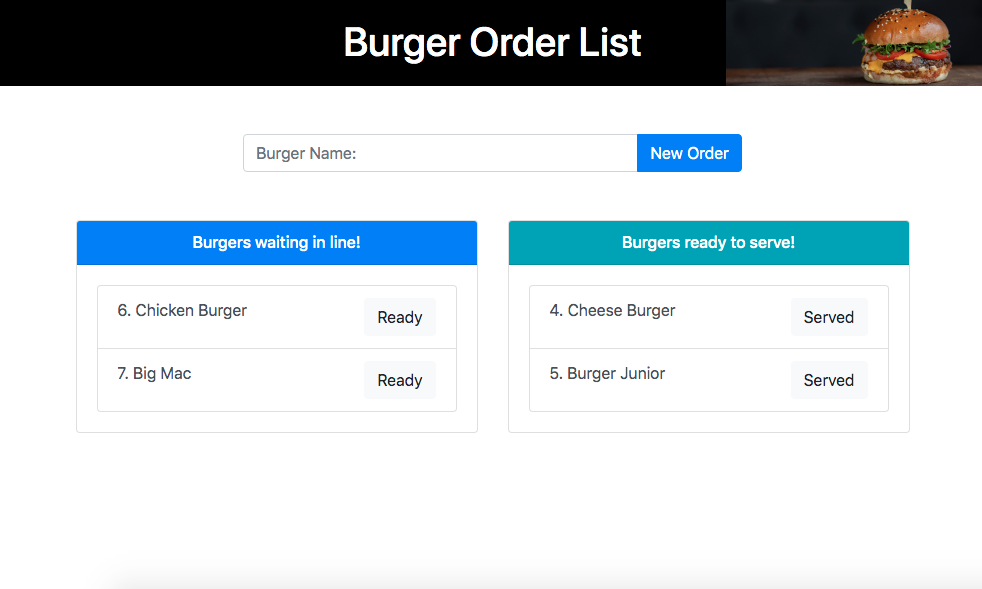 Burger Order List
Burger Name:
New Order
Burgers waiting in line!
6. Chicken Burger
Ready
7. Big Mac
Ready
Burgers ready to serve!
4. Cheese Burger
Served
5. Burger Junior
Served